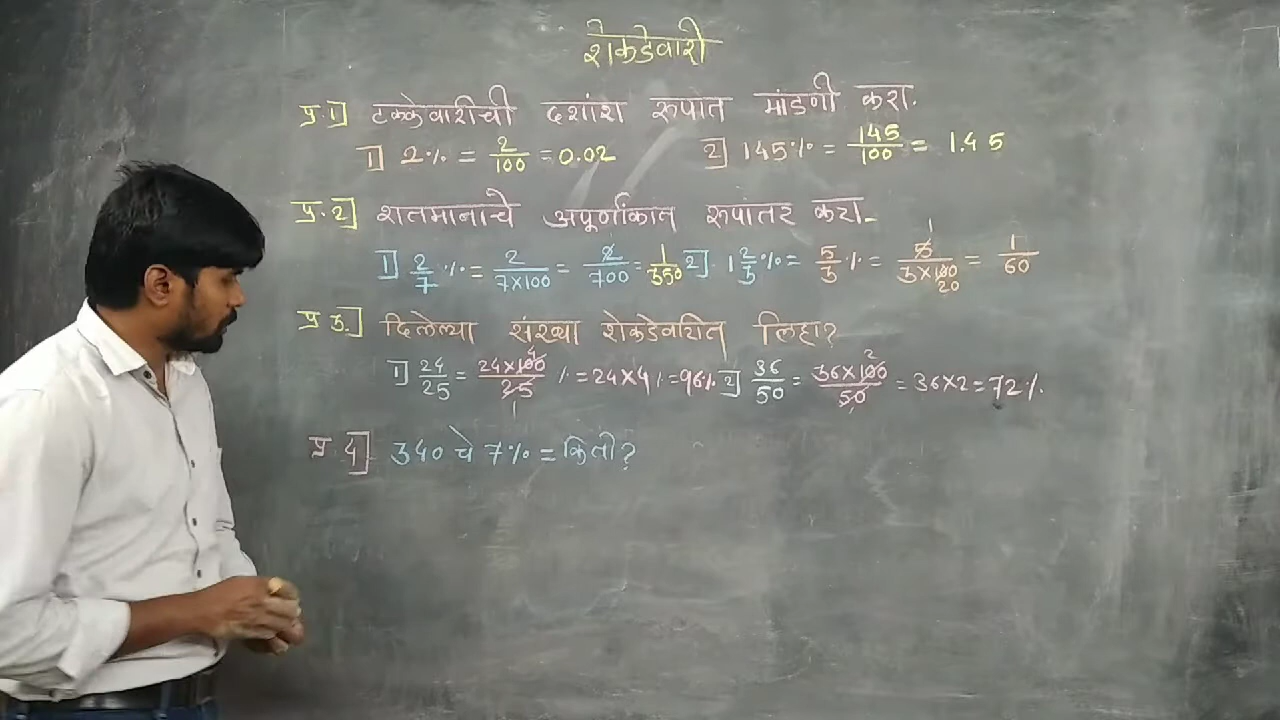 शेकडेवारी
प्र.1] टक्केवारीची दशांश रूपांत मांडणी करा.
1] 2% = 2/100 = 0.02 2] 145% = 145/100 = 1.45
प्र.2] शतमानाचे अपूर्णांकात रूपांतर करा.
1] 2/7 % = 2/7×100 = 2/700 = 1/350 2] 1 2/3 % = 5/3 % = 5/3×100 = 1/60
प्र 3.] दिलेल्या संख्या शेकडेवारीत लिहा?
1] 24/25 = 24×100/25 % = 24×4% = 96% 2] 36/50 = 36×100/50 = 36×2 = 72%.
प्र.4] 340 चे 7% = किती?